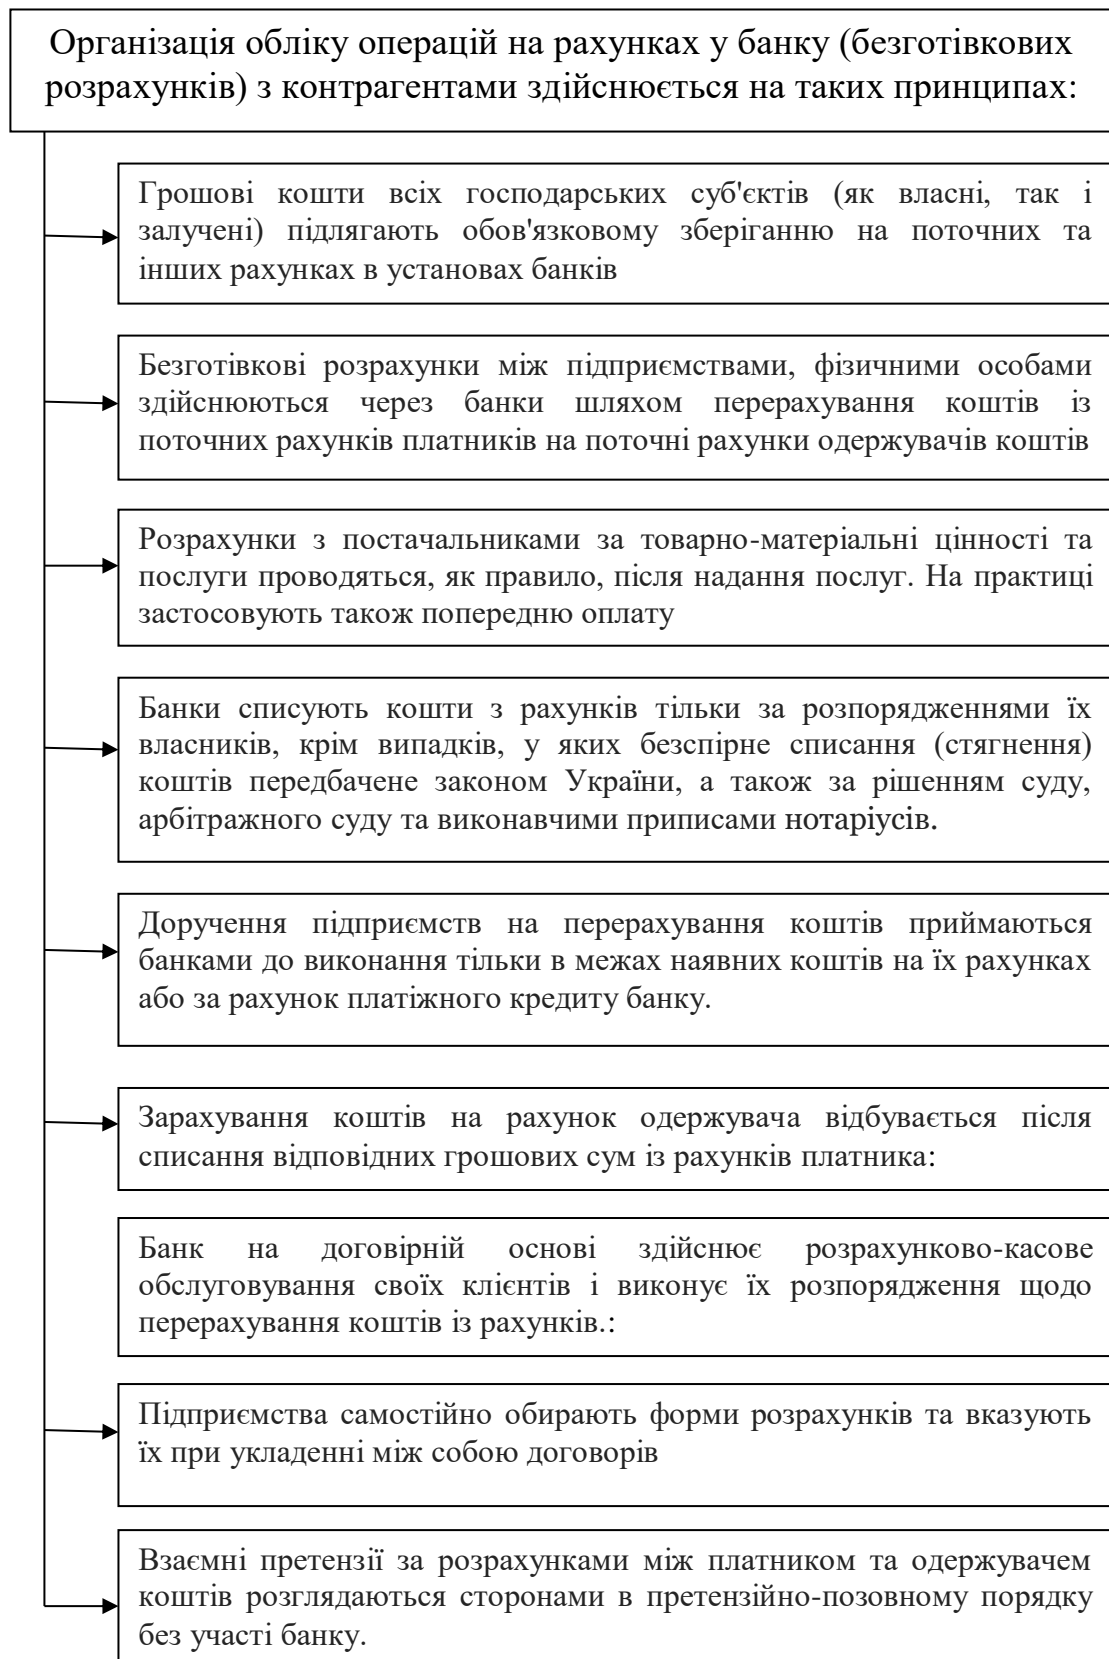 Організація обліку операцій на рахунках у банку (безготівкових
розрахунків) з контрагентами здійснюється на таких принципах:
Грошові кошти всіх господарських суб'єктів (як власні, так і
залучені) підлягають обов'язковому зберіганню на поточних та
інших рахунках в установах банків
Безготівкові розрахунки між підприємствами, фізичними особами
здійснюються через банки шляхом перерахування коштів із
поточних рахунків платників на поточні рахунки одержувачів коштів
Розрахунки з постачальниками за товарно-матеріальні цінності та
послуги проводяться, як правило, після надання послуг. На практиці
застосовують також попередню оплату
Банки списують кошти з рахунків тільки за розпорядженнями їх
власників, крім випадків, у яких безспірне списання (стягнення)
коштів передбачене законом України, а також за рішенням суду,
арбітражного суду та виконавчими приписами нотаріусів.
Доручення підприємств на перерахування коштів приймаються
банками до виконання тільки в межах наявних коштів на їх рахунках
або за рахунок платіжного кредиту банку.
Зарахування коштів на рахунок одержувача відбувається після
списання відповідних грошових сум із рахунків платника:
Банк на договірній основі здійснює розрахунково-касове
обслуговування своїх клієнтів і виконує їх розпорядження щодо
перерахування коштів із рахунків.:
Підприємства самостійно обирають форми розрахунків та вказують
їх при укладенні між собою договорів
Взаємні претензії за розрахунками між платником та одержувачем
коштів розглядаються сторонами в претензійно-позовному порядку
без участі банку.